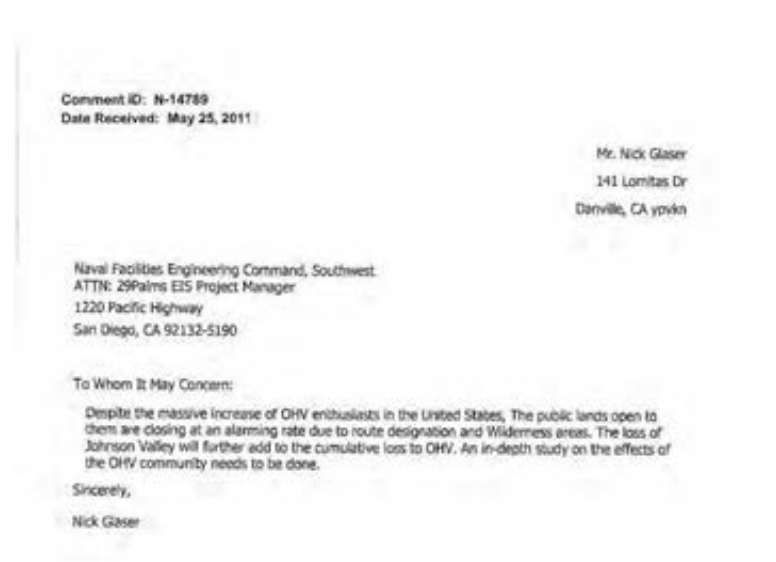 Comment ID: N-14789
Date Received: May 25, 2011
Mr. Nick Glaser
141 Lomitas Dr
Danville, CA ypvkn
Naval Facilities Engineering Command, Southwest
ATTN: 29Palms EIS Project Manager
1220 Pacific Highway
San Diego, CA 92132-5190
To Whom It May Concern:
Despite the massive increase of OHV enthusiasts in the United States, The public lands open to
them are closing at an alarming rate due to route designation and Wilderness areas. The loss of
Johnson Valley will further add to the cumulative loss to OHV. An in-depth study on the effects of
the OHV community needs to be done.
Sincerely,
Nick Glaser